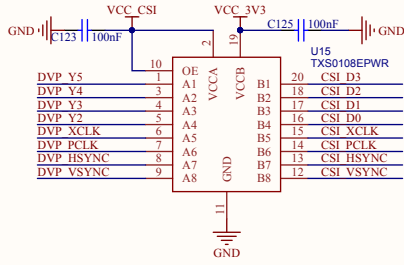 VCC_CSI VCC_3V3
GND C123 100nF C125 100nF GND
U15
TXS0108EPWR
2 19
10 OE VCCA VCCB
DVP_Y5 1 A1 B1 20 CSI_D3
DVP_Y4 3 A2 B2 18 CSI_D2
DVP_Y3 4 A3 B3 17 CSI_D1
DVP_Y2 5 A4 B4 16 CSI_D0
DVP_XCLK 6 A5 B5 15 CSI_XCLK
DVP_PCLK 7 A6 B6 14 CSI_PCLK
DVP_HSYNC 8 A7 B7 13 CSI_HSYNC
DVP_VSYNC 9 A8 B8 12 CSI_VSYNC
GND
11
GND